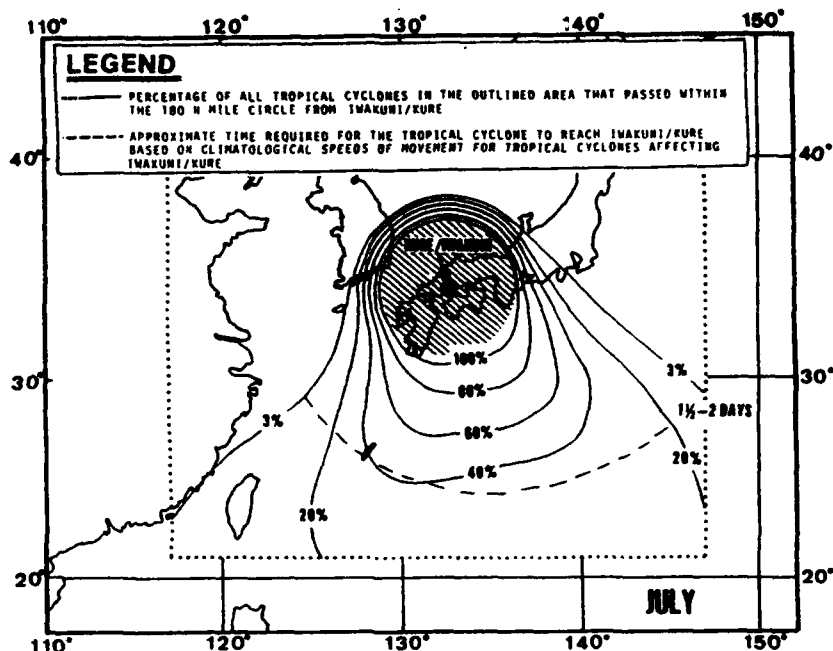 110° 120° 130° 140° 150°
LEGEND
PERCENTAGE OF ALL TROPICAL CYCLONES IN THE OUTLINED AREA THAT PASSED WITHIN
THE 180 N MILE CIRCLE FROM IWAKUNI/KURE
APPROXIMATE TIME REQUIRED FOR THE TROPICAL CYCLONE TO REACH IWAKUNI/KURE
BASED ON CLIMATOLOGICAL SPEEDS OF MOVEMENT FOR TROPICAL CYCLONES AFFECTING
IWAKUNI/KURE
40° 40°
100%
30° 3% 30°
80%
1½-2 DAYS
3% 60%
40% 20%
20%
20° 20°
JULY
110° 120° 130° 140° 150°